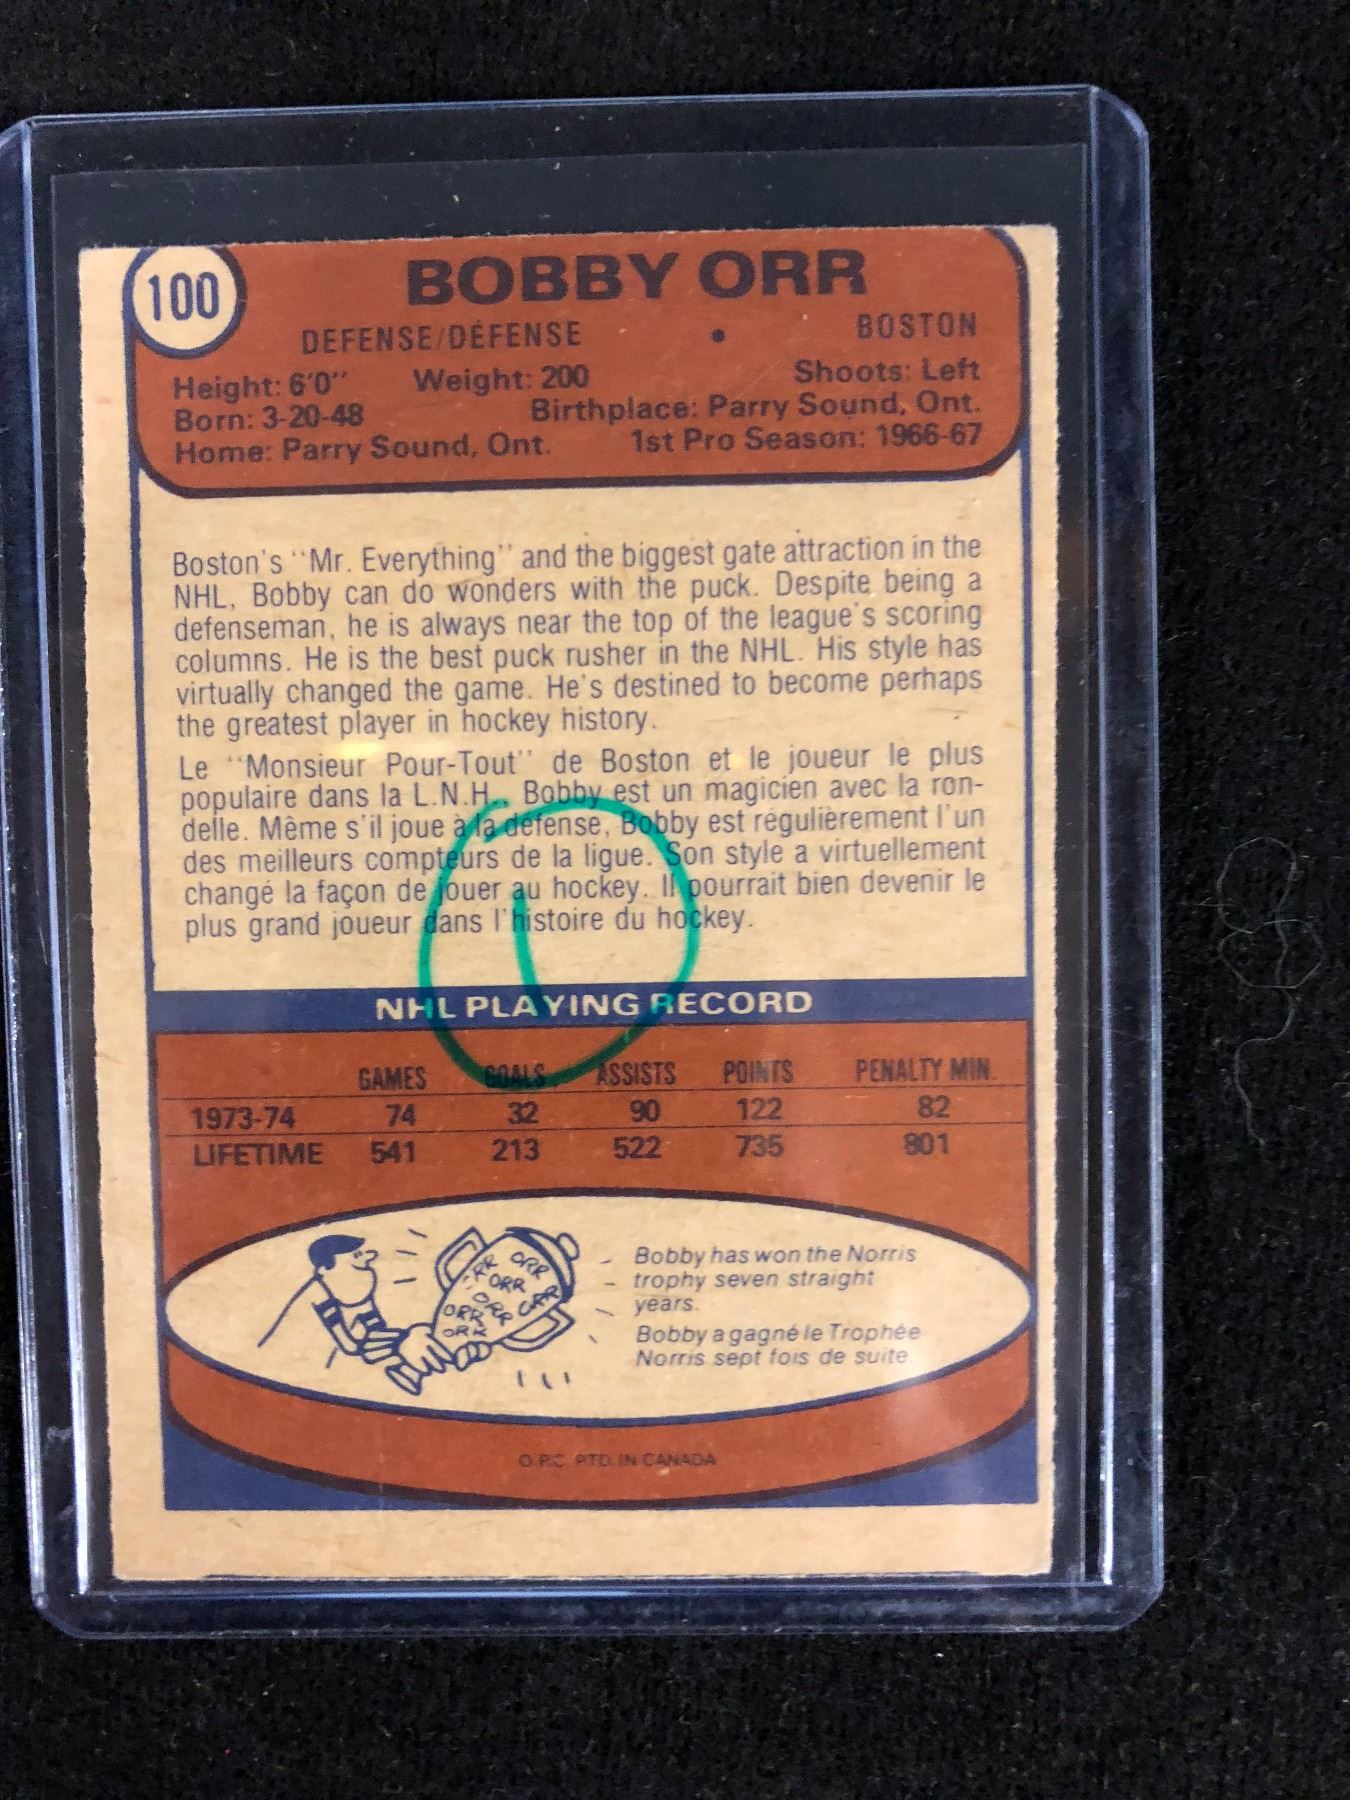 100
BOBBY ORR
DEFENSE/DÉFENSE • BOSTON
Height: 6'0" Weight: 200 Shoots: Left
Born: 3-20-48 Birthplace: Parry Sound, Ont.
Home: Parry Sound, Ont. 1st Pro Season: 1966-67
Boston's "Mr. Everything" and the biggest gate attraction in the
NHL, Bobby can do wonders with the puck. Despite being a
defenseman, he is always near the top of the league's scoring
columns. He is the best puck rusher in the NHL. His style has
virtually changed the game. He's destined to become perhaps
the greatest player in hockey history.
Le "Monsieur Pour-Tout" de Boston et le joueur le plus
populaire dans la L.N.H., Bobby est un magicien avec la ron-
delle. Même s'il joue à la défense, Bobby est régulièrement l'un
des meilleurs compteurs de la ligue. Son style a virtuellement
changé la façon de jouer au hockey. Il pourrait bien devenir le
plus grand joueur dans l'histoire du hockey.
1
NHL PLAYING RECORD
GAMES GOALS ASSISTS POINTS PENALTY MIN.
1973-74 74 32 90 122 82
LIFETIME 541 213 522 735 801
ORR ORR
ORR
ORR ORR
ORR
ORR
Bobby has won the Norris
trophy seven straight
years.
Bobby a gagné le Trophée
Norris sept fois de suite.
O.P.C. PTD. IN CANADA